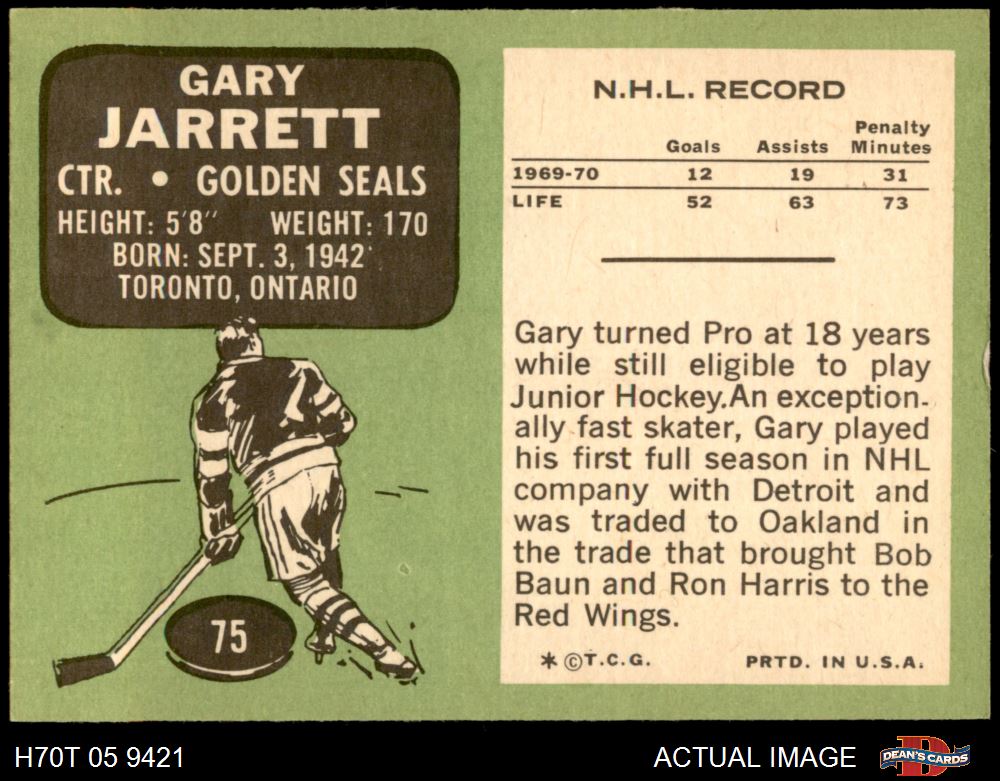 GARY
JARRETT
CTR. • GOLDEN SEALS
HEIGHT: 5'8" WEIGHT: 170
BORN: SEPT. 3, 1942
TORONTO, ONTARIO
75
N.H.L. RECORD
Goals Assists Penalty Minutes
1969-70 12 19 31
LIFE 52 63 73
Gary turned Pro at 18 years
while still eligible to play
Junior Hockey.An exception-
ally fast skater, Gary played
his first full season in NHL
company with Detroit and
was traded to Oakland in
the trade that brought Bob
Baun and Ron Harris to the
Red Wings.
* ©T.C.G. PRTD. IN U.S.A.
H70T 05 9421 ACTUAL IMAGE DEAN'S CARDS